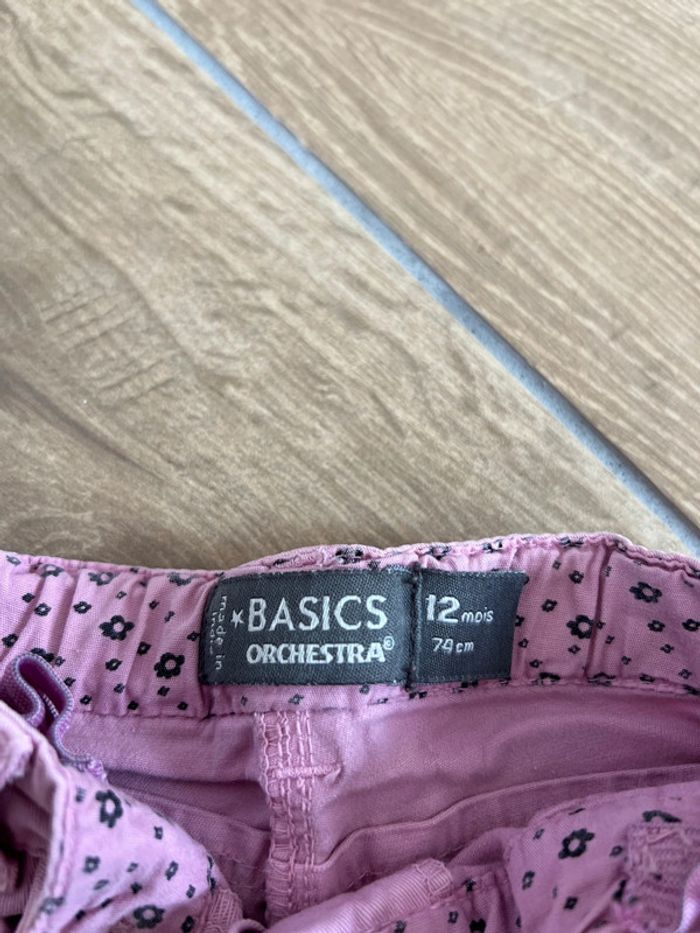 ★BASICS
ORCHESTRA®
made in
12 mois
74 cm